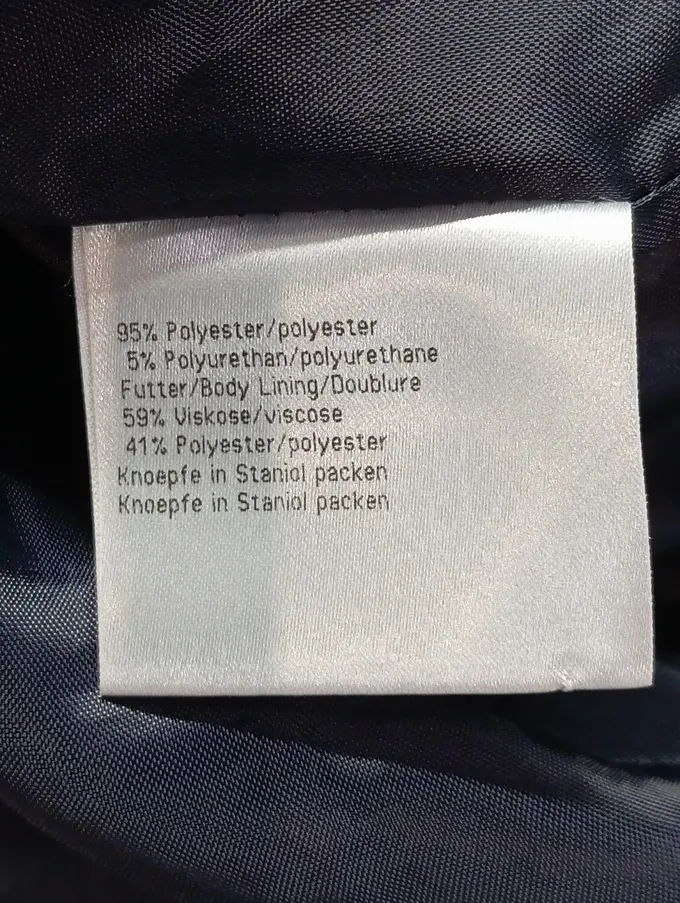 95% Polyester/polyester
5% Polyurethan/polyurethane
Futter/Body Lining/Doublure
59% Viskose/viscose
41% Polyester/polyester
Knoepfe in Staniol packen
Knoepfe in Staniol packen